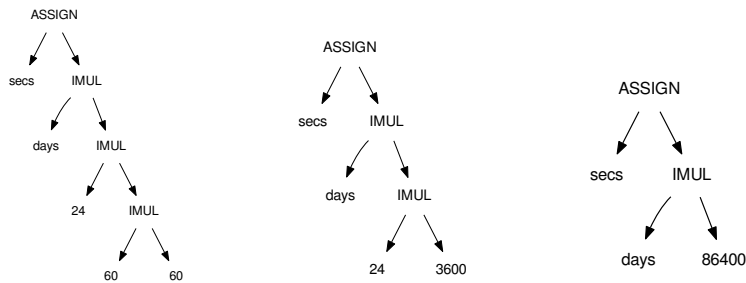 ASSIGN
secs IMUL
days IMUL
24 IMUL
60 60
ASSIGN
secs IMUL
days IMUL
24 3600
ASSIGN
secs IMUL
days 86400